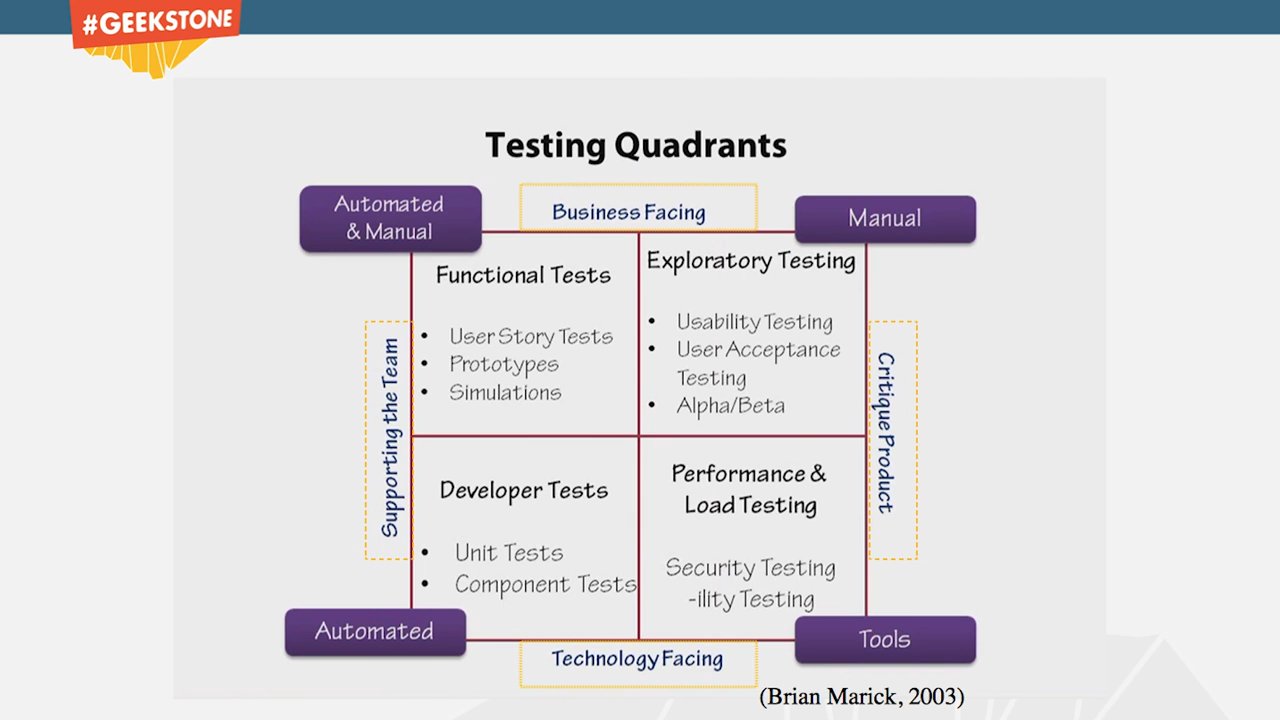 #GEEKSTONE
Testing Quadrants
Automated
& Manual
Business Facing
Manual
Functional Tests
• User Story Tests
• Prototypes
• Simulations
Exploratory Testing
• Usability Testing
• User Acceptance
Testing
• Alpha/Beta
Supporting the Team
Critique Product
Developer Tests
• Unit Tests
• Component Tests
Performance &
Load Testing
Security Testing
-ility Testing
Automated
Technology Facing
Tools
(Brian Marick, 2003)